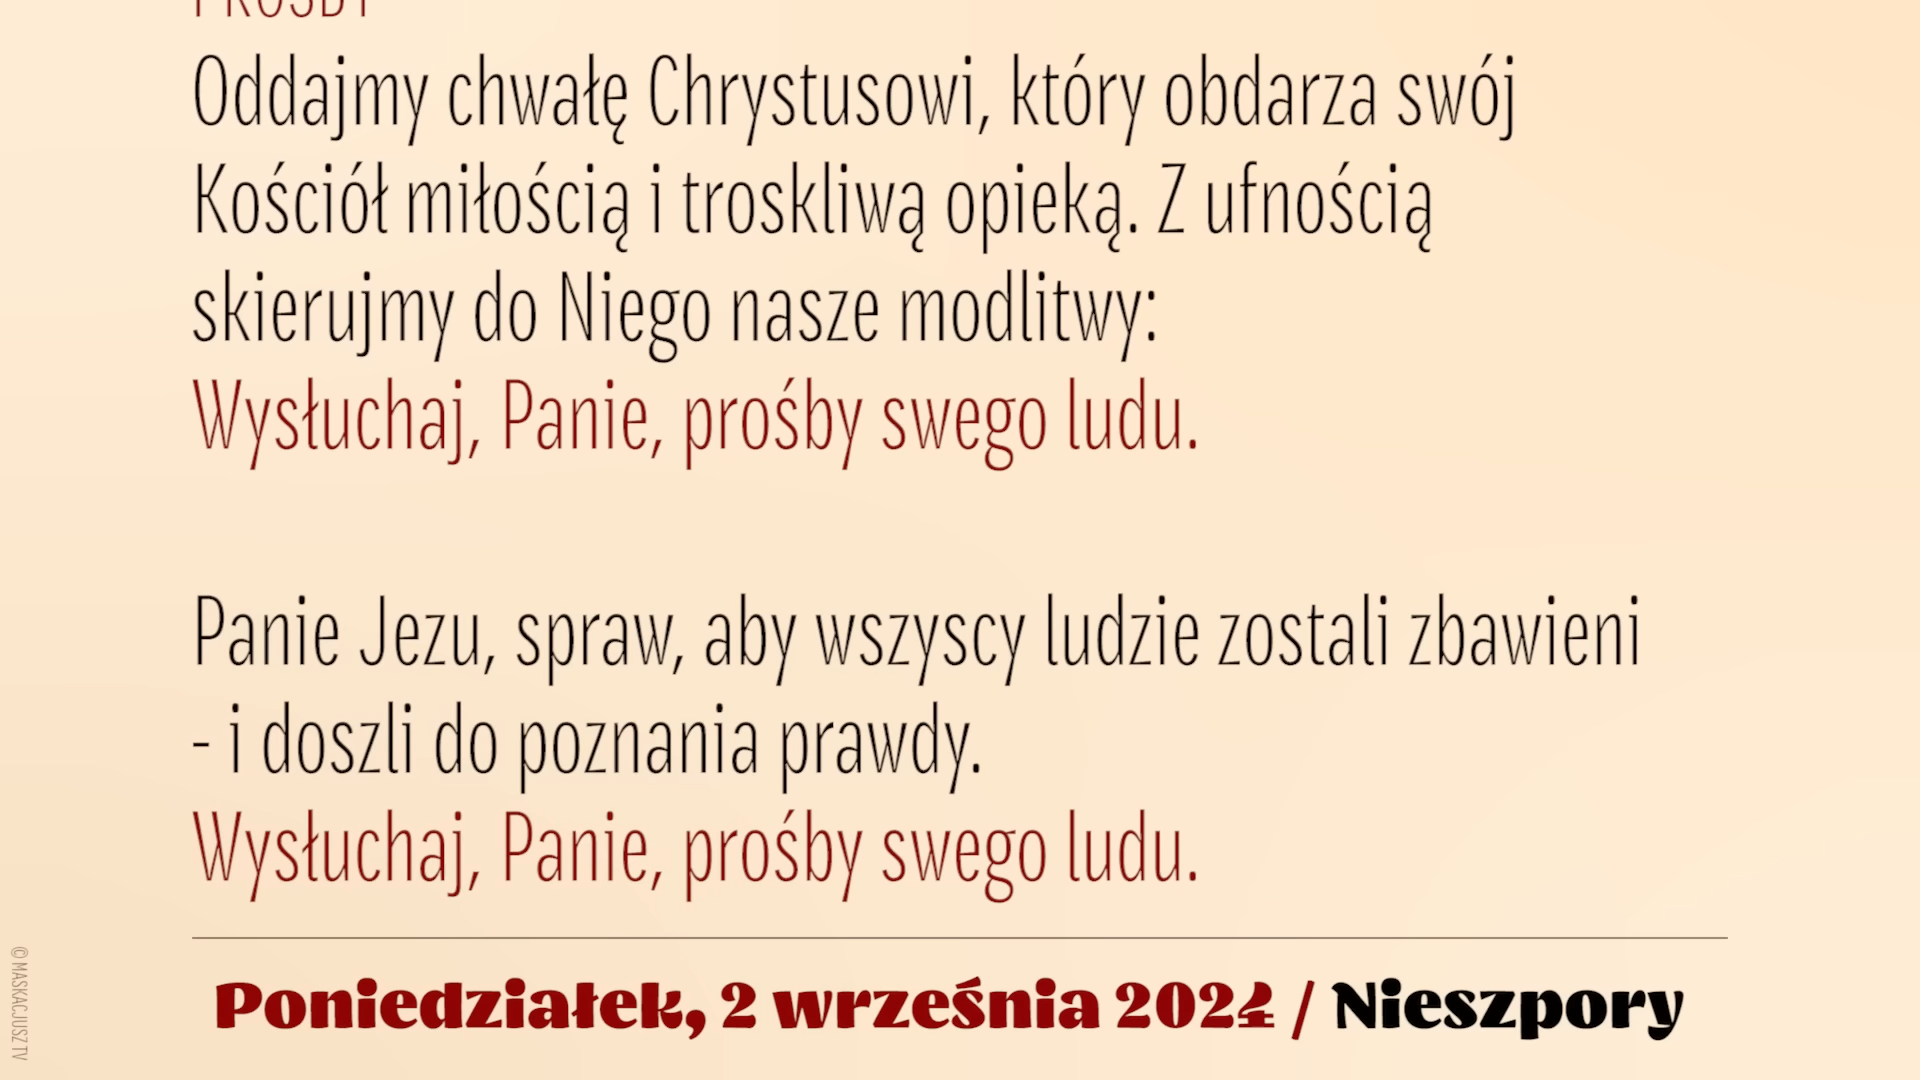 PROŚBY
Oddajmy chwałę Chrystusowi, który obdarza swój
Kościół miłością i troskliwą opieką. Z ufnością
skierujmy do Niego nasze modlitwy:
Wysłuchaj, Panie, prośby swego ludu.
Panie Jezu, spraw, aby wszyscy ludzie zostali zbawieni
- i doszli do poznania prawdy.
Wysłuchaj, Panie, prośby swego ludu.
Poniedziałek, 2 września 2024 / Nieszpory
© MASKACJUSZ TV